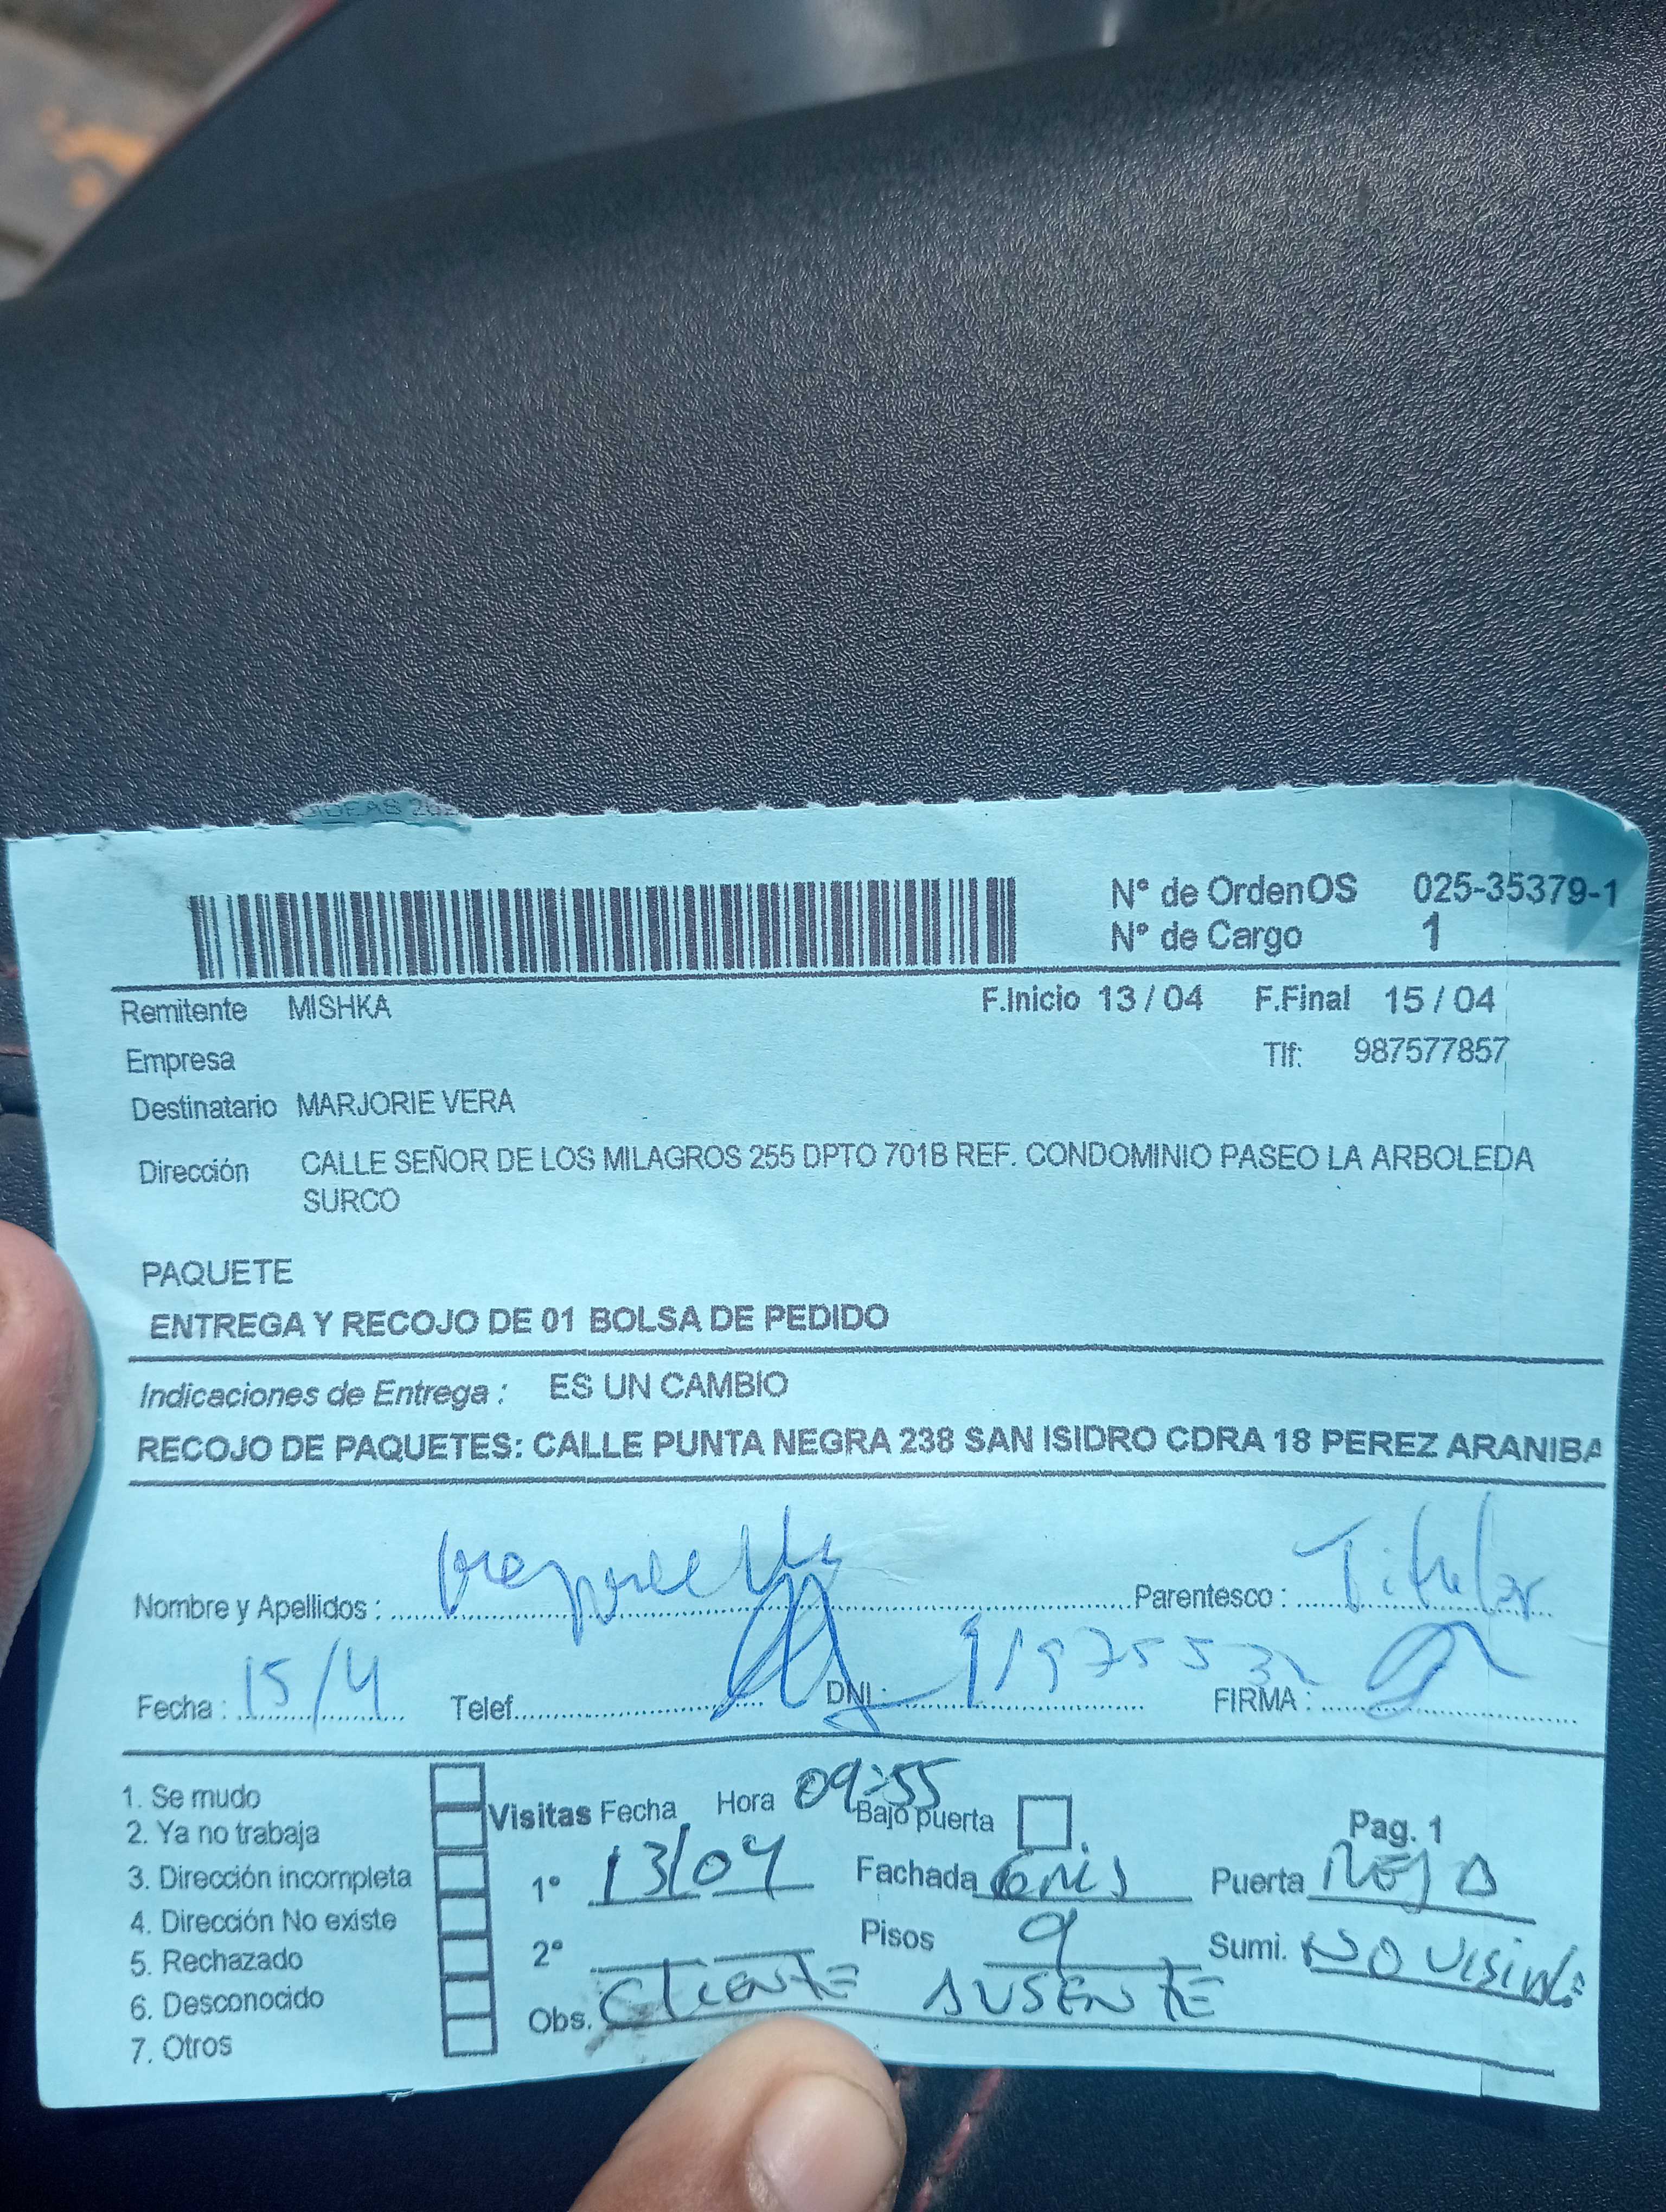 N° de OrdenOS 025-35379-1
N° de Cargo 1
Remitente MISHKA F.Inicio 13 / 04 F.Final 15 / 04
Empresa Tlf: 987577857
Destinatario MARJORIE VERA
Dirección CALLE SEÑOR DE LOS MILAGROS 255 DPTO 701B REF. CONDOMINIO PASEO LA ARBOLEDA
SURCO
PAQUETE
ENTREGA Y RECOJO DE 01 BOLSA DE PEDIDO
Indicaciones de Entrega : ES UN CAMBIO
RECOJO DE PAQUETES: CALLE PUNTA NEGRA 238 SAN ISIDRO CDRA 18 PEREZ ARANIBA
Nombre y Apellidos : Parentesco : Titular
Fecha : 15/4 Telef. DNI : FIRMA :
1. Se mudo Visitas Fecha Hora 09:55 Bajo puerta Pag. 1
2. Ya no trabaja
3. Dirección incompleta 1° 13/04 Fachada GRIS Puerta
4. Dirección No existe 2° Pisos 9 Sumi. NO VISIBLE
5. Rechazado
6. Desconocido Obs. CLIENTE AUSENTE
7. Otros